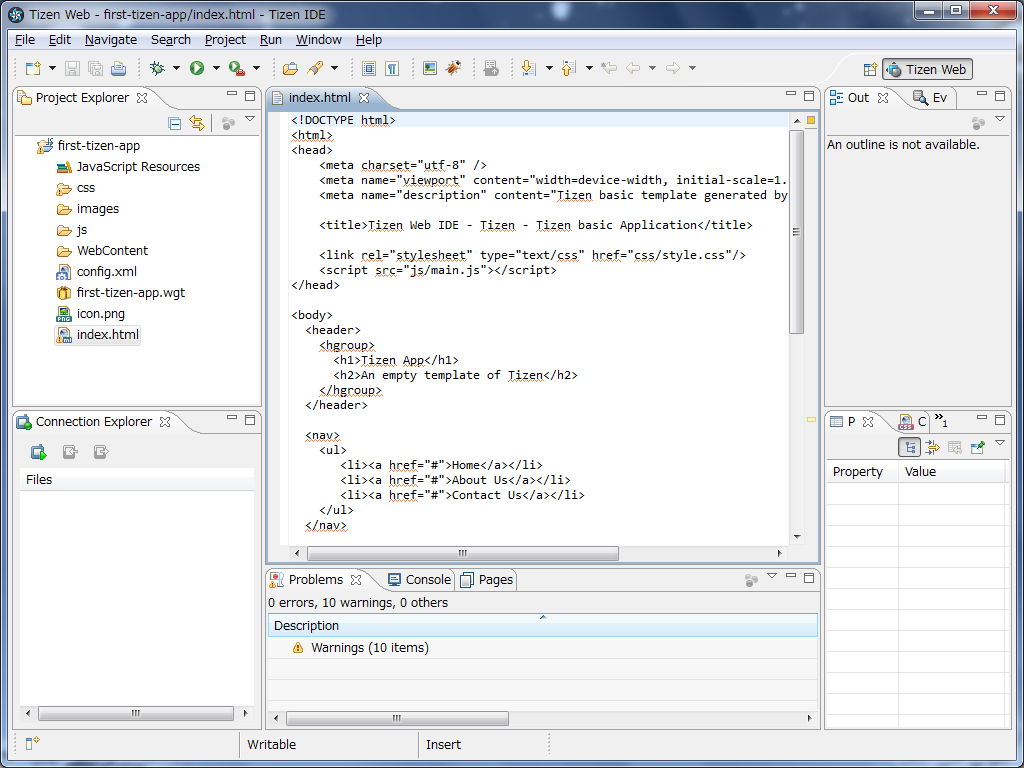 Tizen Web - first-tizen-app/index.html - Tizen IDE
File Edit Navigate Search Project Run Window Help
Tizen Web
Project Explorer
first-tizen-app
JavaScript Resources
css
images
js
WebContent
config.xml
first-tizen-app.wgt
icon.png
index.html
Connection Explorer
Files
index.html
<!DOCTYPE html>
<html>
<head>
<meta charset="utf-8" />
<meta name="viewport" content="width=device-width, initial-scale=1.
<meta name="description" content="Tizen basic template generated by
<title>Tizen Web IDE - Tizen - Tizen basic Application</title>
<link rel="stylesheet" type="text/css" href="css/style.css"/>
<script src="js/main.js"></script>
</head>
<body>
<header>
<hgroup>
<h1>Tizen App</h1>
<h2>An empty template of Tizen</h2>
</hgroup>
</header>
<nav>
<ul>
<li><a href="#">Home</a></li>
<li><a href="#">About Us</a></li>
<li><a href="#">Contact Us</a></li>
</ul>
</nav>
Problems Console Pages
0 errors, 10 warnings, 0 others
Description
Warnings (10 items)
Out Ev
An outline is not available.
P C »1
Property Value
Writable Insert